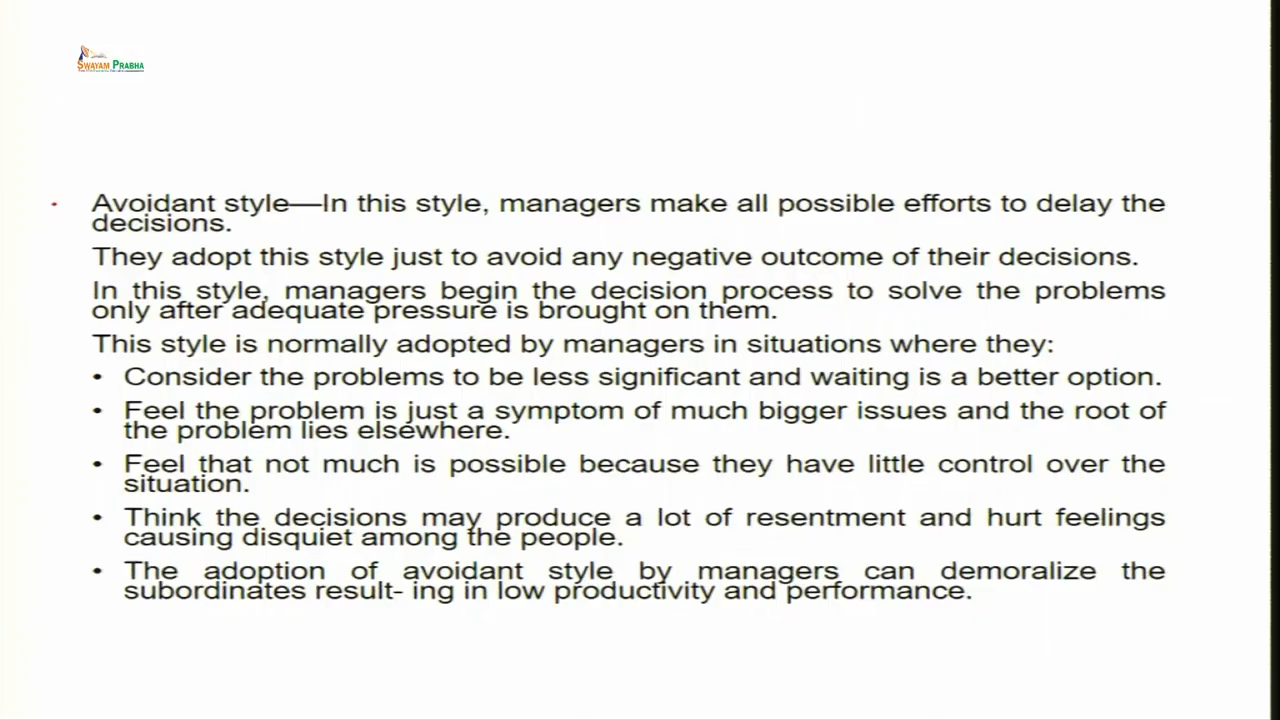 SWAYAM PRABHA
Avoidant style—In this style, managers make all possible efforts to delay the
decisions.
They adopt this style just to avoid any negative outcome of their decisions.
In this style, managers begin the decision process to solve the problems
only after adequate pressure is brought on them.
This style is normally adopted by managers in situations where they:
• Consider the problems to be less significant and waiting is a better option.
• Feel the problem is just a symptom of much bigger issues and the root of
the problem lies elsewhere.
• Feel that not much is possible because they have little control over the
situation.
• Think the decisions may produce a lot of resentment and hurt feelings
causing disquiet among the people.
• The adoption of avoidant style by managers can demoralize the
subordinates result- ing in low productivity and performance.